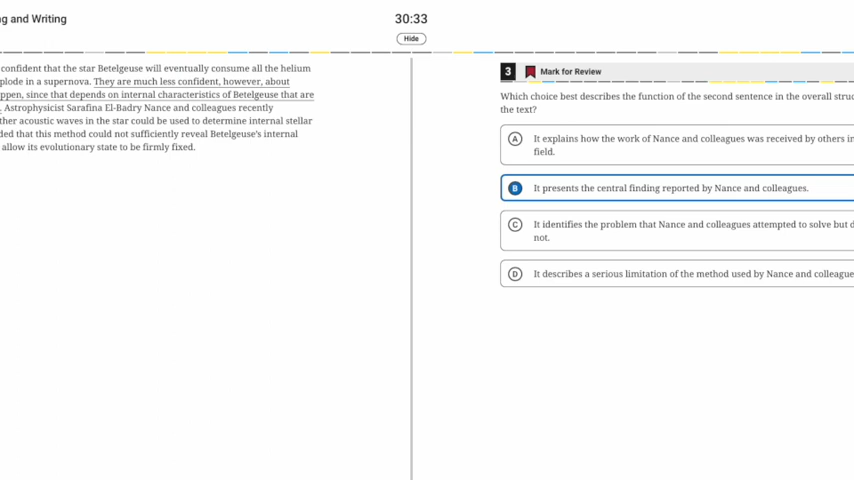 g and Writing
30:33
Hide
confident that the star Betelgeuse will eventually consume all the helium
plode in a supernova. They are much less confident, however, about
ppen, since that depends on internal characteristics of Betelgeuse that are
. Astrophysicist Sarafina El-Badry Nance and colleagues recently
ther acoustic waves in the star could be used to determine internal stellar
ded that this method could not sufficiently reveal Betelgeuse's internal
allow its evolutionary state to be firmly fixed.
3 Mark for Review
Which choice best describes the function of the second sentence in the overall struc
the text?
A It explains how the work of Nance and colleagues was received by others in
field.
B It presents the central finding reported by Nance and colleagues.
C It identifies the problem that Nance and colleagues attempted to solve but d
not.
D It describes a serious limitation of the method used by Nance and colleague